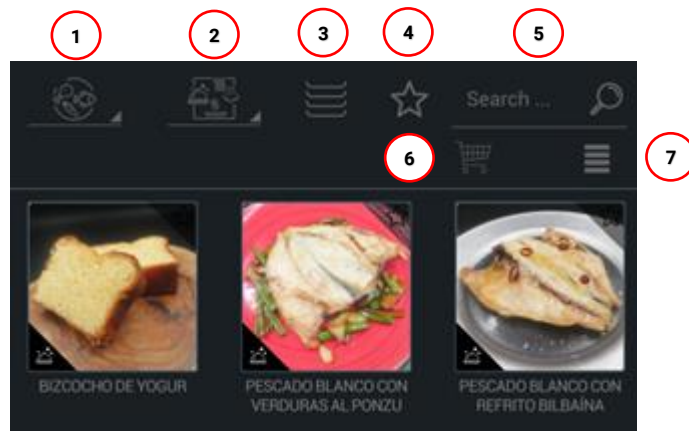 1
2
3
4
5
Search ...
6
7
BIZCOCHO DE YOGUR
PESCADO BLANCO CON
VERDURAS AL PONZU
PESCADO BLANCO CON
REFRITO BILBAÍNA